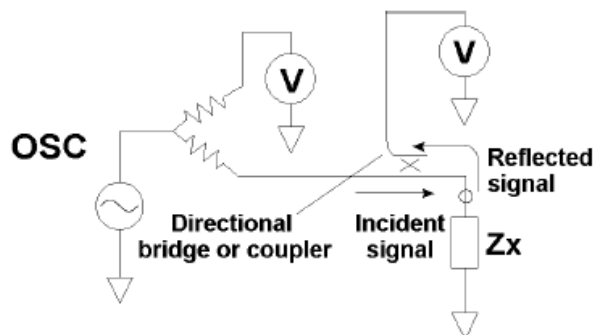 V
V
OSC
Reflected
signal
Directional
bridge or coupler
Incident
signal
Zx